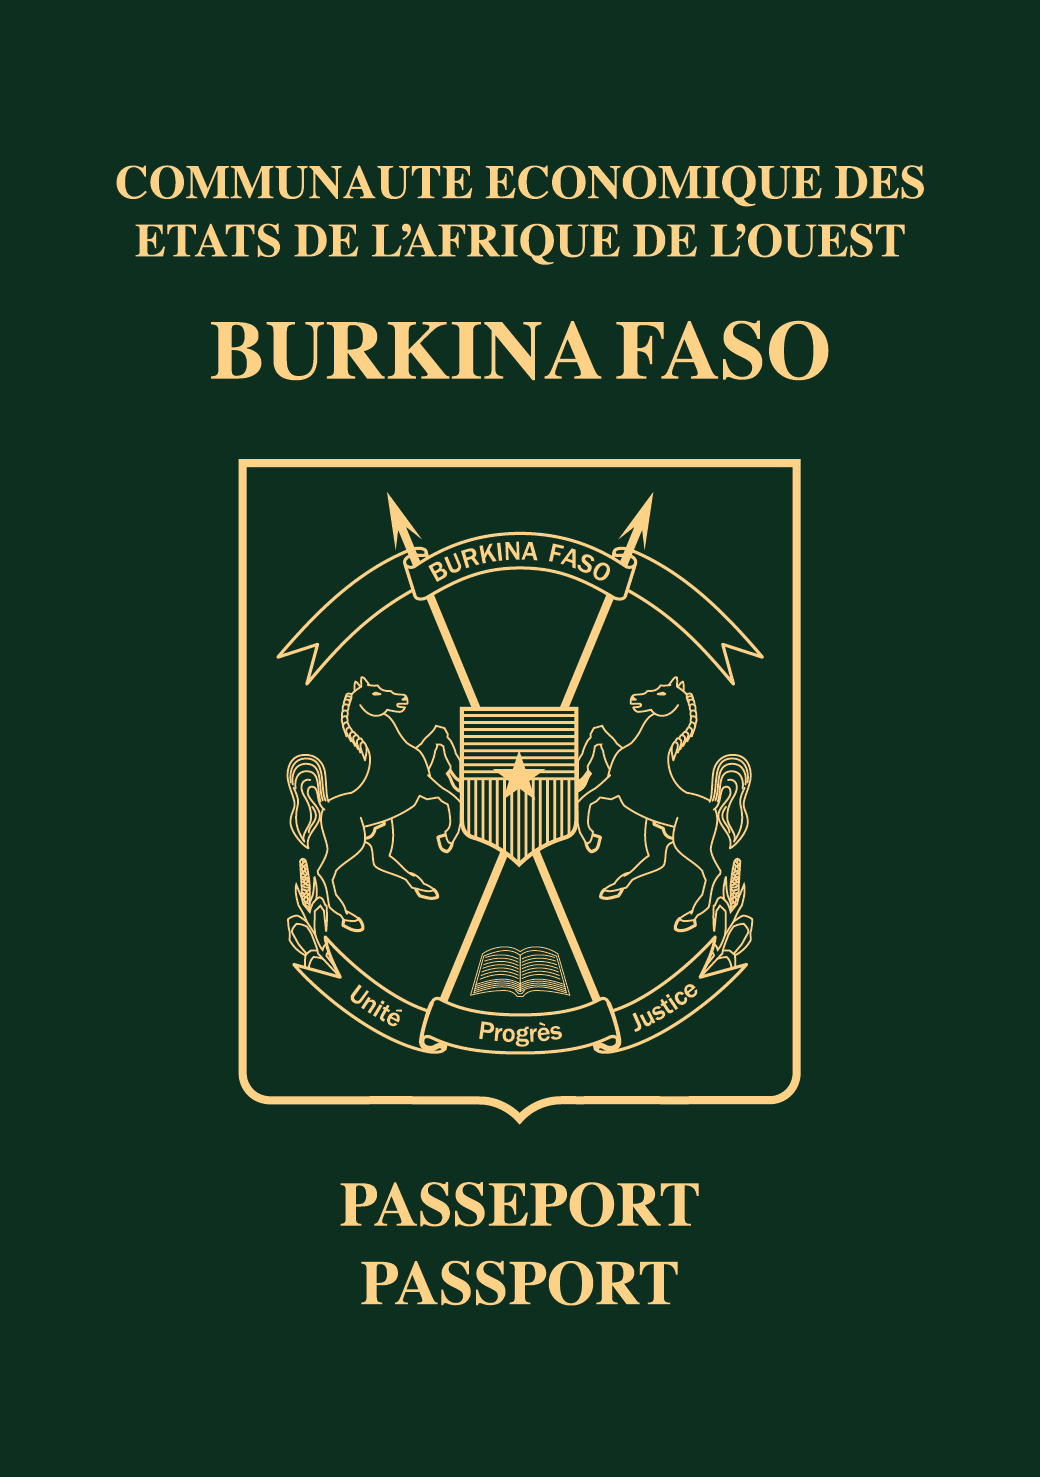 COMMUNAUTE ECONOMIQUE DES
ETATS DE L’AFRIQUE DE L’OUEST
BURKINA FASO
BURKINA FASO
Unité
Progrès
Justice
PASSEPORT
PASSPORT